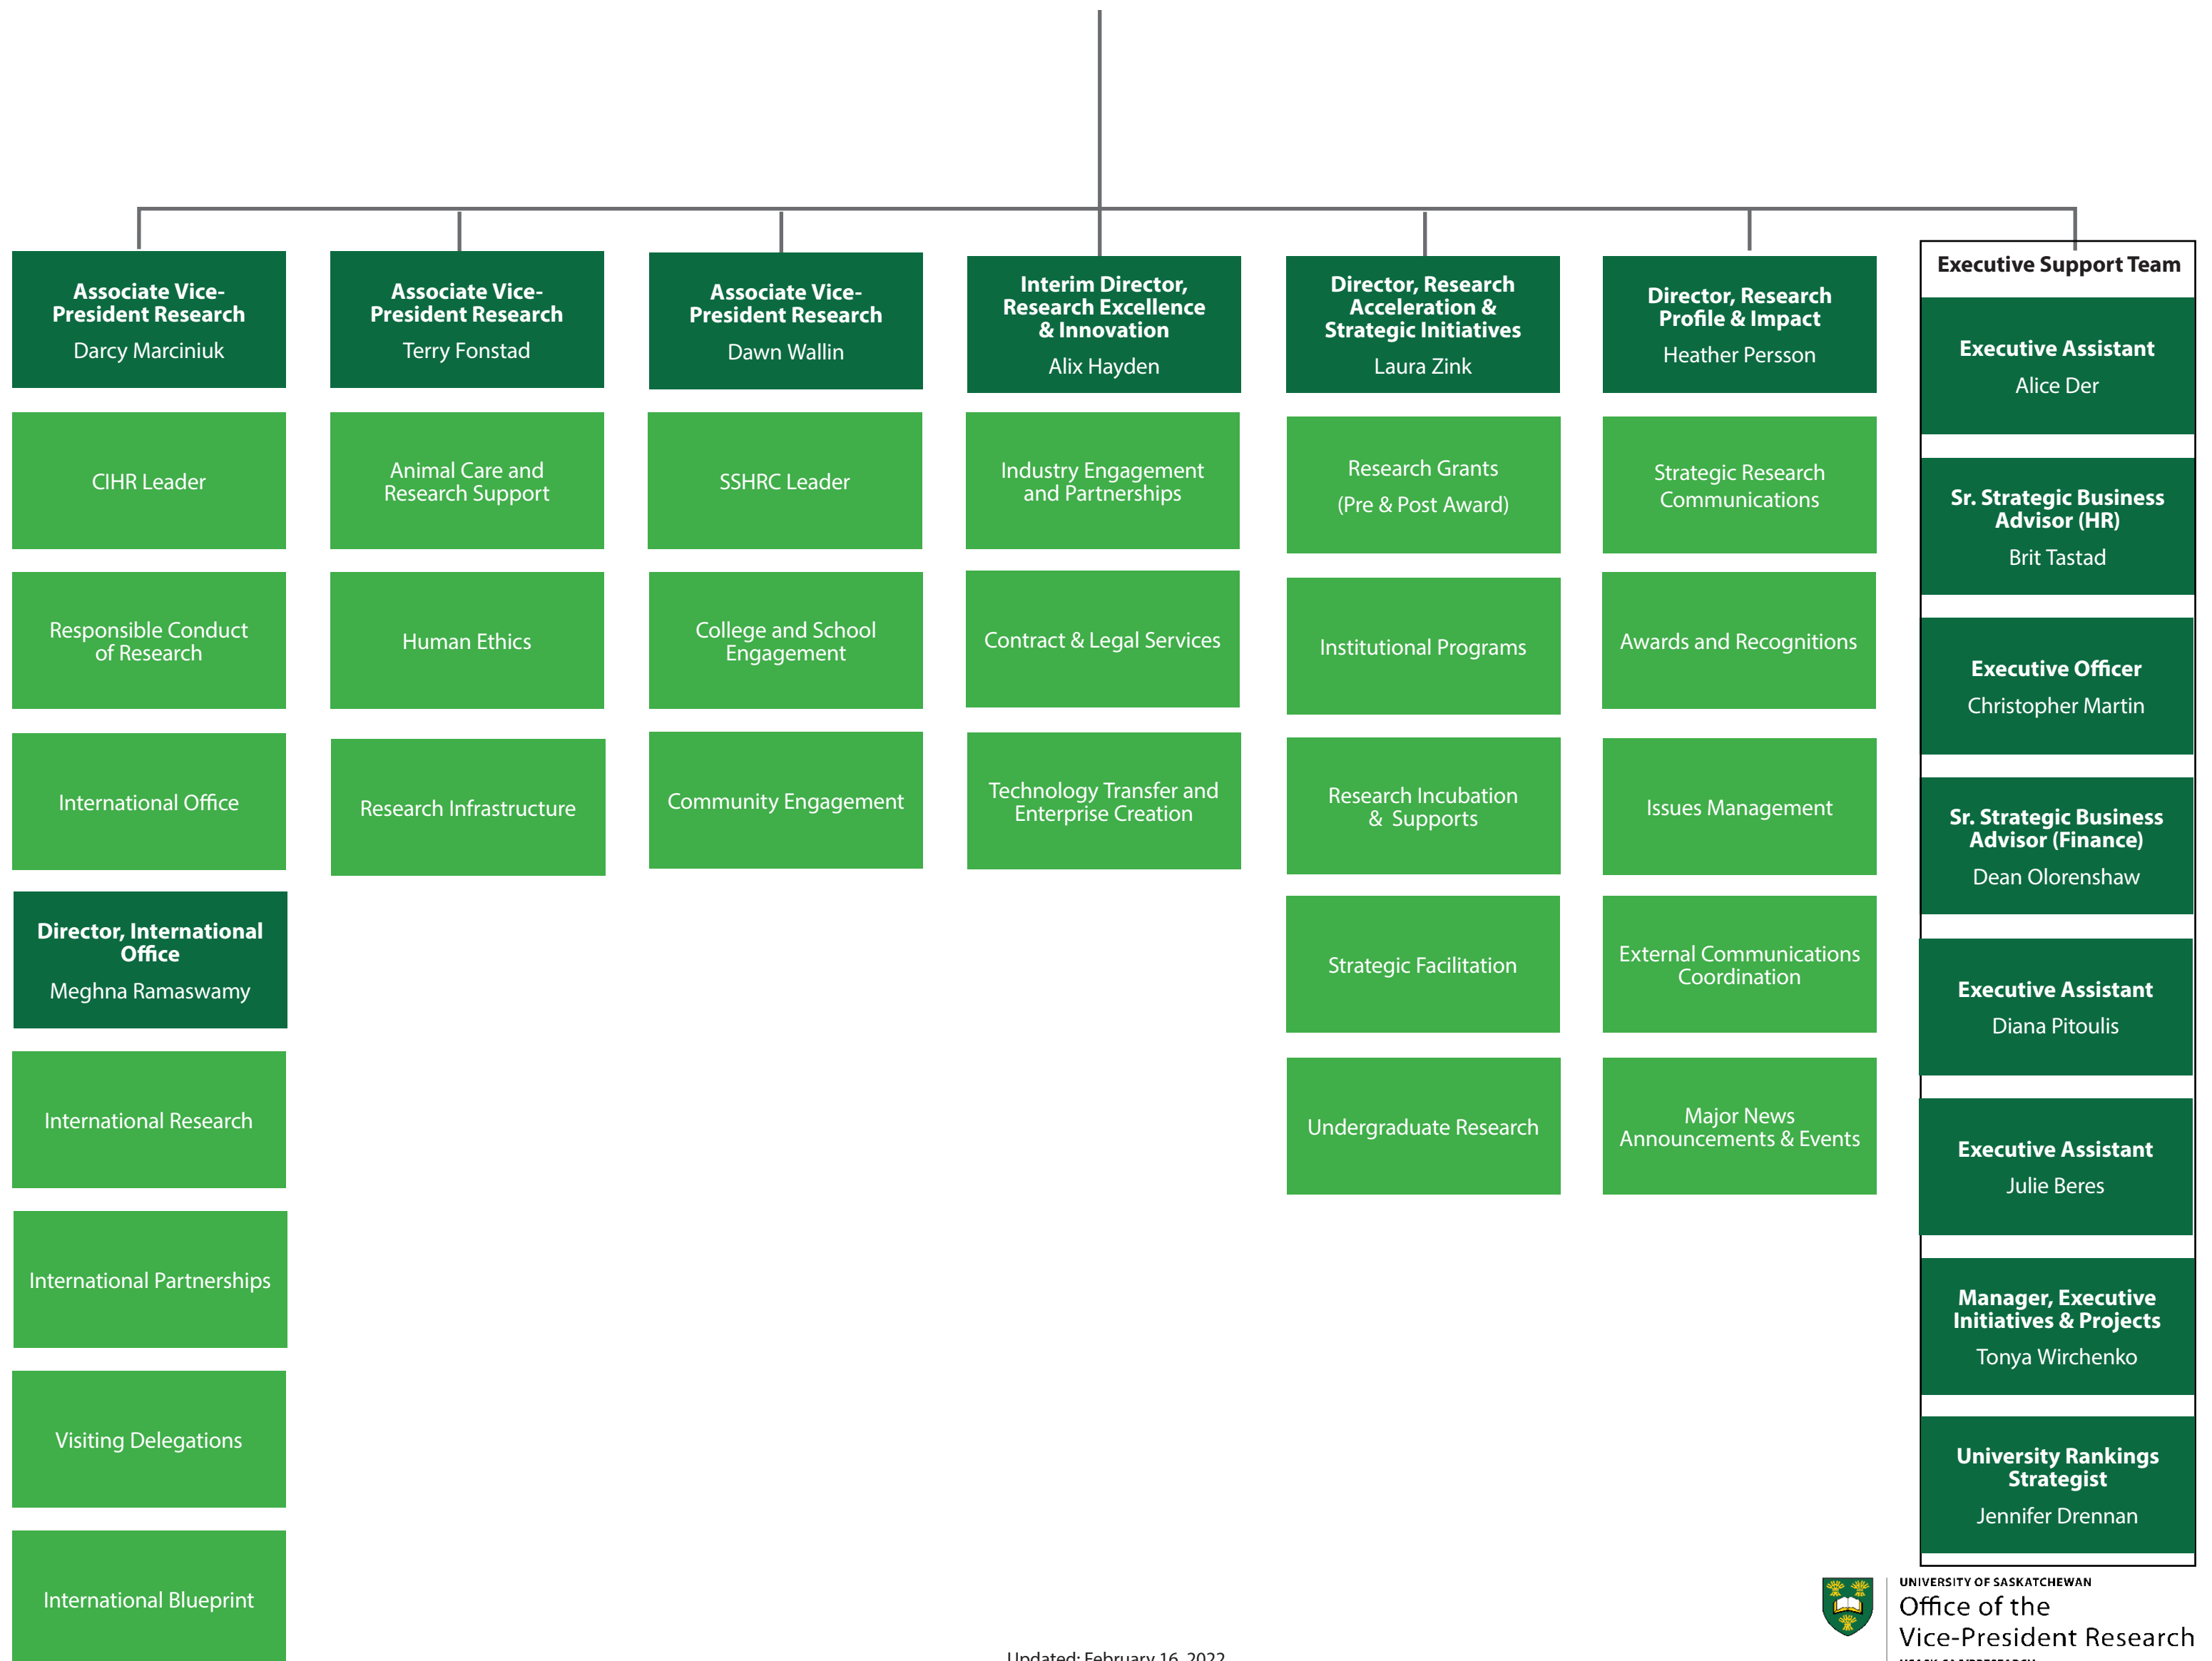 Associate Vice-
President Research
Darcy Marciniuk
CIHR Leader
Responsible Conduct
of Research
International Office
Director, International
Office
Meghna Ramaswamy
International Research
International Partnerships
Visiting Delegations
International Blueprint
Associate Vice-
President Research
Terry Fonstad
Animal Care and
Research Support
Human Ethics
Research Infrastructure
Associate Vice-
President Research
Dawn Wallin
SSHRC Leader
College and School
Engagement
Community Engagement
Interim Director,
Research Excellence
& Innovation
Alix Hayden
Industry Engagement
and Partnerships
Contract & Legal Services
Technology Transfer and
Enterprise Creation
Director, Research
Acceleration &
Strategic Initiatives
Laura Zink
Research Grants
(Pre & Post Award)
Institutional Programs
Research Incubation
& Supports
Strategic Facilitation
Undergraduate Research
Director, Research
Profile & Impact
Heather Persson
Strategic Research
Communications
Awards and Recognitions
Issues Management
External Communications
Coordination
Major News
Announcements & Events
Executive Support Team
Executive Assistant
Alice Der
Sr. Strategic Business
Advisor (HR)
Brit Tastad
Executive Officer
Christopher Martin
Sr. Strategic Business
Advisor (Finance)
Dean Olorenshaw
Executive Assistant
Diana Pitoulis
Executive Assistant
Julie Beres
Manager, Executive
Initiatives & Projects
Tonya Wirchenko
University Rankings
Strategist
Jennifer Drennan
Updated: February 16, 2022
UNIVERSITY OF SASKATCHEWAN
Office of the
Vice-President Research